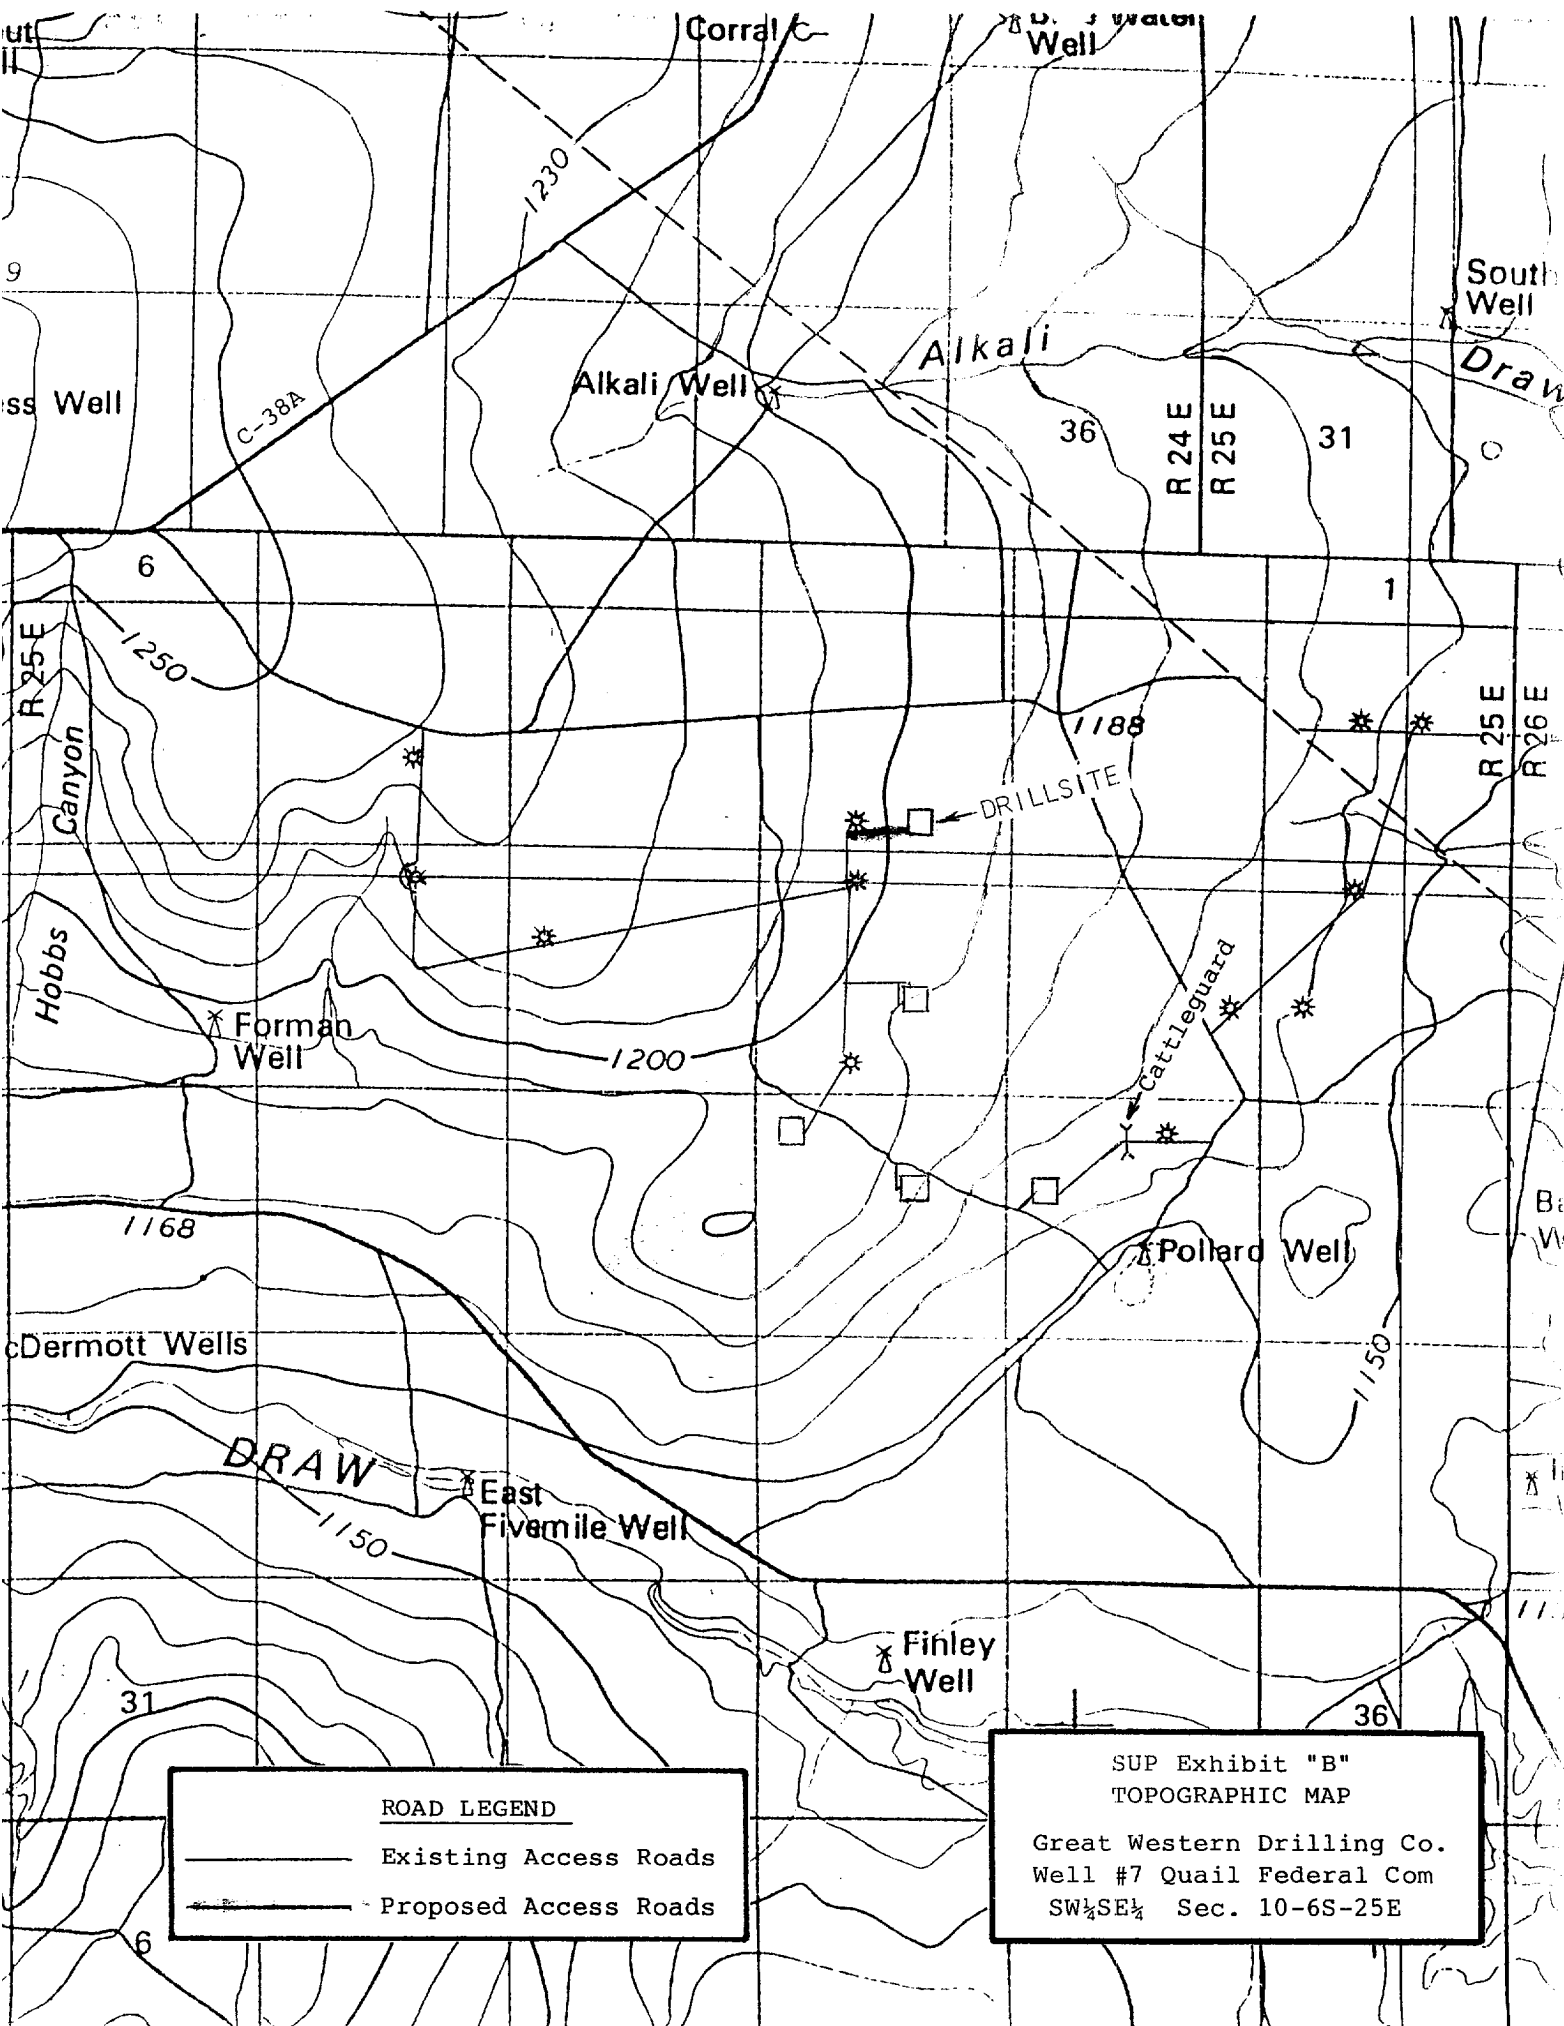 Corral
Water
Well
1230
9
South
Well
Alkali
Draw
Alkali Well
ss Well
C-38A
36
R 24 E
R 25 E
31
6
1
R 25 E
1250
Canyon
1188
R 25 E
R 26 E
DRILLSITE
Hobbs
Cattleguard
Forman
Well
1200
1168
Pollard Well
cDermott Wells
1150
DRAW
East
Fivemile Well
1150
Finley
Well
31
36
6
ROAD LEGEND
Existing Access Roads
Proposed Access Roads
SUP Exhibit "B"
TOPOGRAPHIC MAP
Great Western Drilling Co.
Well #7 Quail Federal Com
SW¼SE¼ Sec. 10-6S-25E